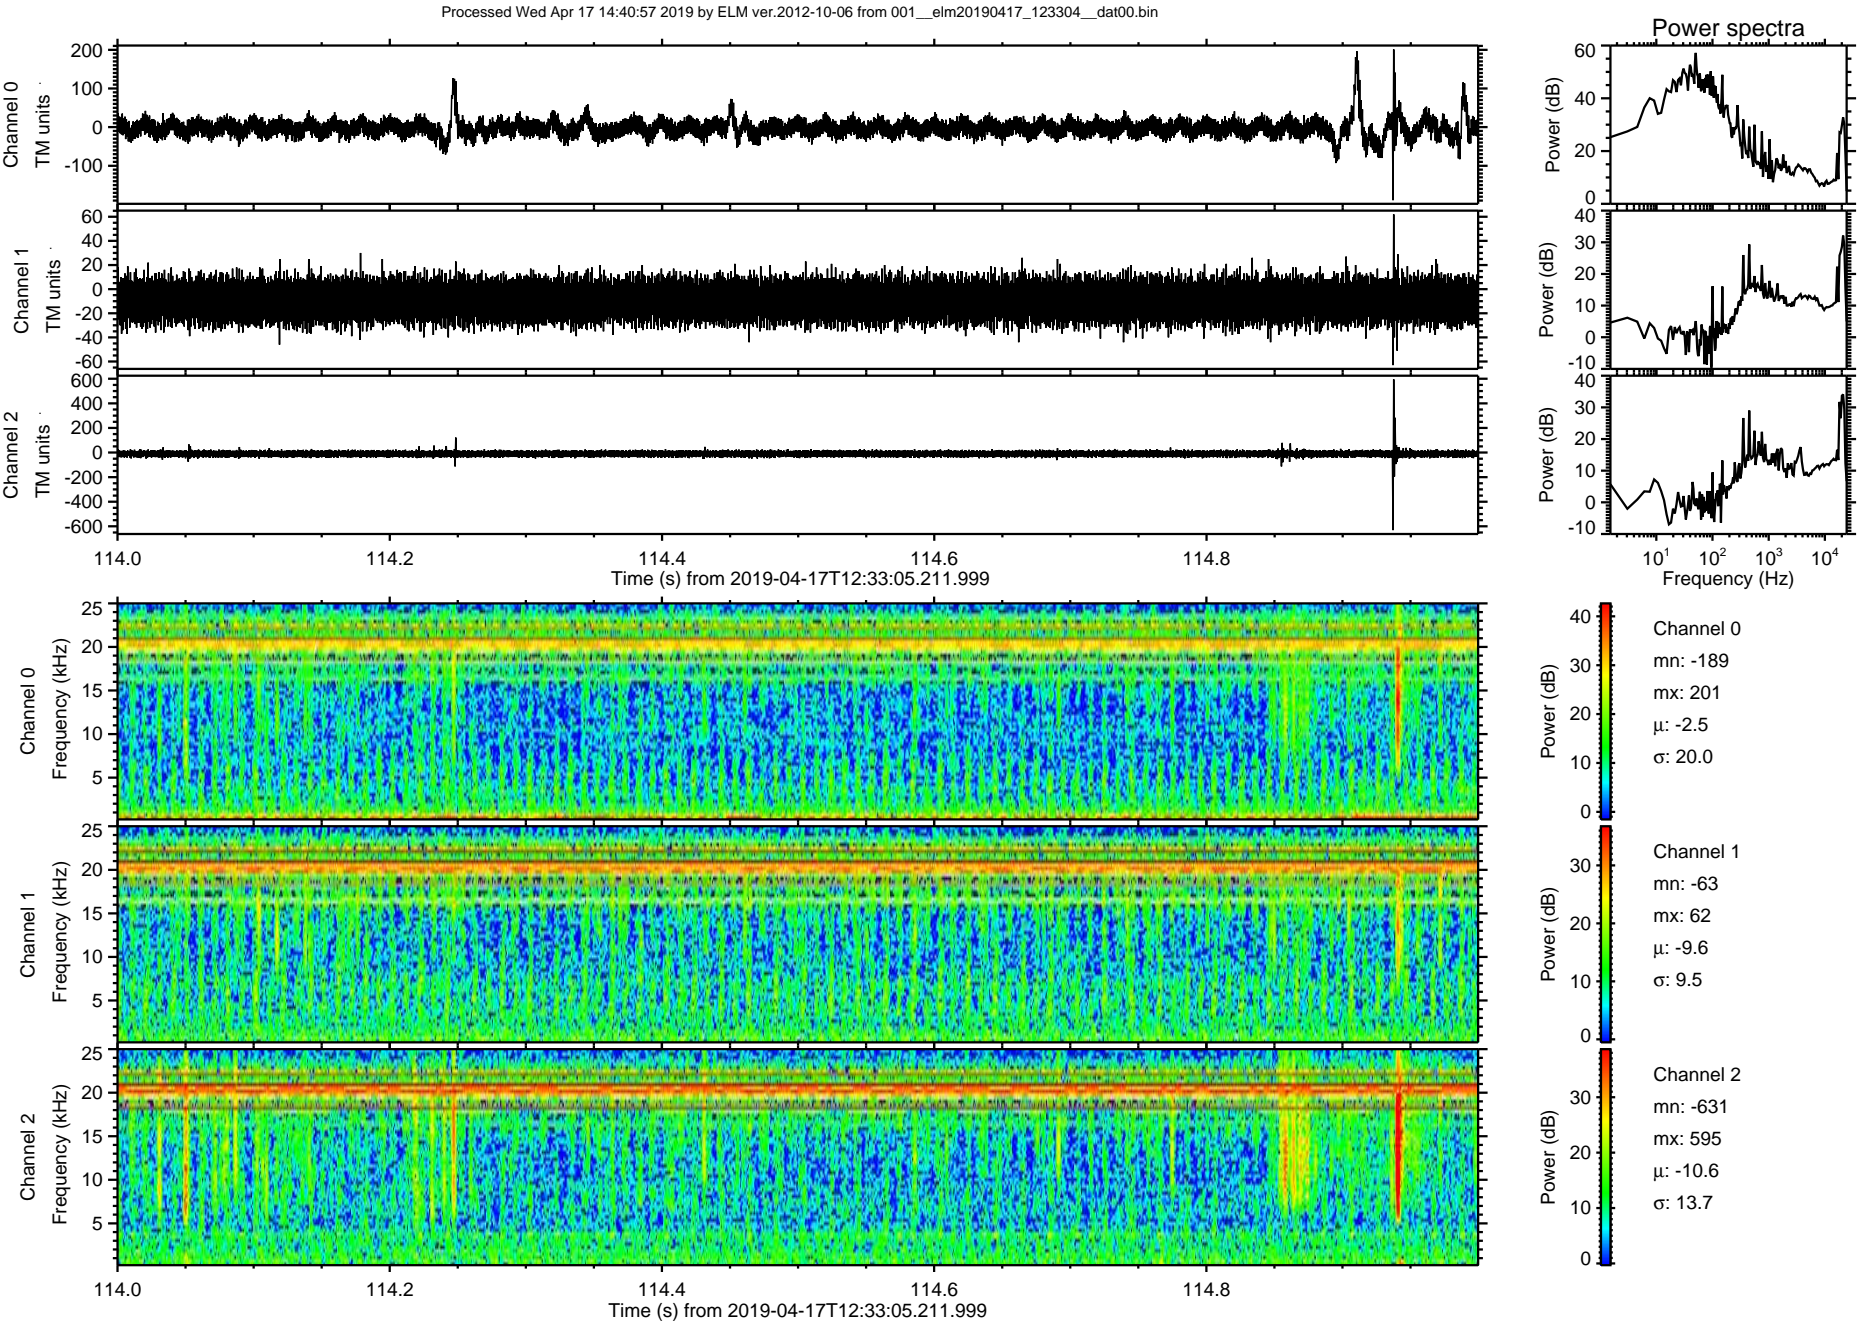 Processed Wed Apr 17 14:40:57 2019 by ELM ver.2012-10-06 from 001__elm20190417_123304__dat00.bin
Power spectra
Channel 0
TM units
200
100
0
-100
Power (dB)
60
40
20
0
Channel 1
TM units
60
40
20
0
-20
-40
-60
Power (dB)
40
30
20
10
0
-10
Channel 2
TM units
600
400
200
0
-200
-400
-600
Power (dB)
40
30
20
10
0
-10
114.0 114.2 114.4 114.6 114.8
Time (s) from 2019-04-17T12:33:05.211.999
10^1 10^2 10^3 10^4
Frequency (Hz)
Channel 0
Frequency (kHz)
25
20
15
10
5
Power (dB)
40
30
20
10
0
Channel 0
mn: -189
mx: 201
μ: -2.5
σ: 20.0
Channel 1
Frequency (kHz)
25
20
15
10
5
Power (dB)
30
20
10
0
Channel 1
mn: -63
mx: 62
μ: -9.6
σ: 9.5
Channel 2
Frequency (kHz)
25
20
15
10
5
Power (dB)
30
20
10
0
Channel 2
mn: -631
mx: 595
μ: -10.6
σ: 13.7
114.0 114.2 114.4 114.6 114.8
Time (s) from 2019-04-17T12:33:05.211.999